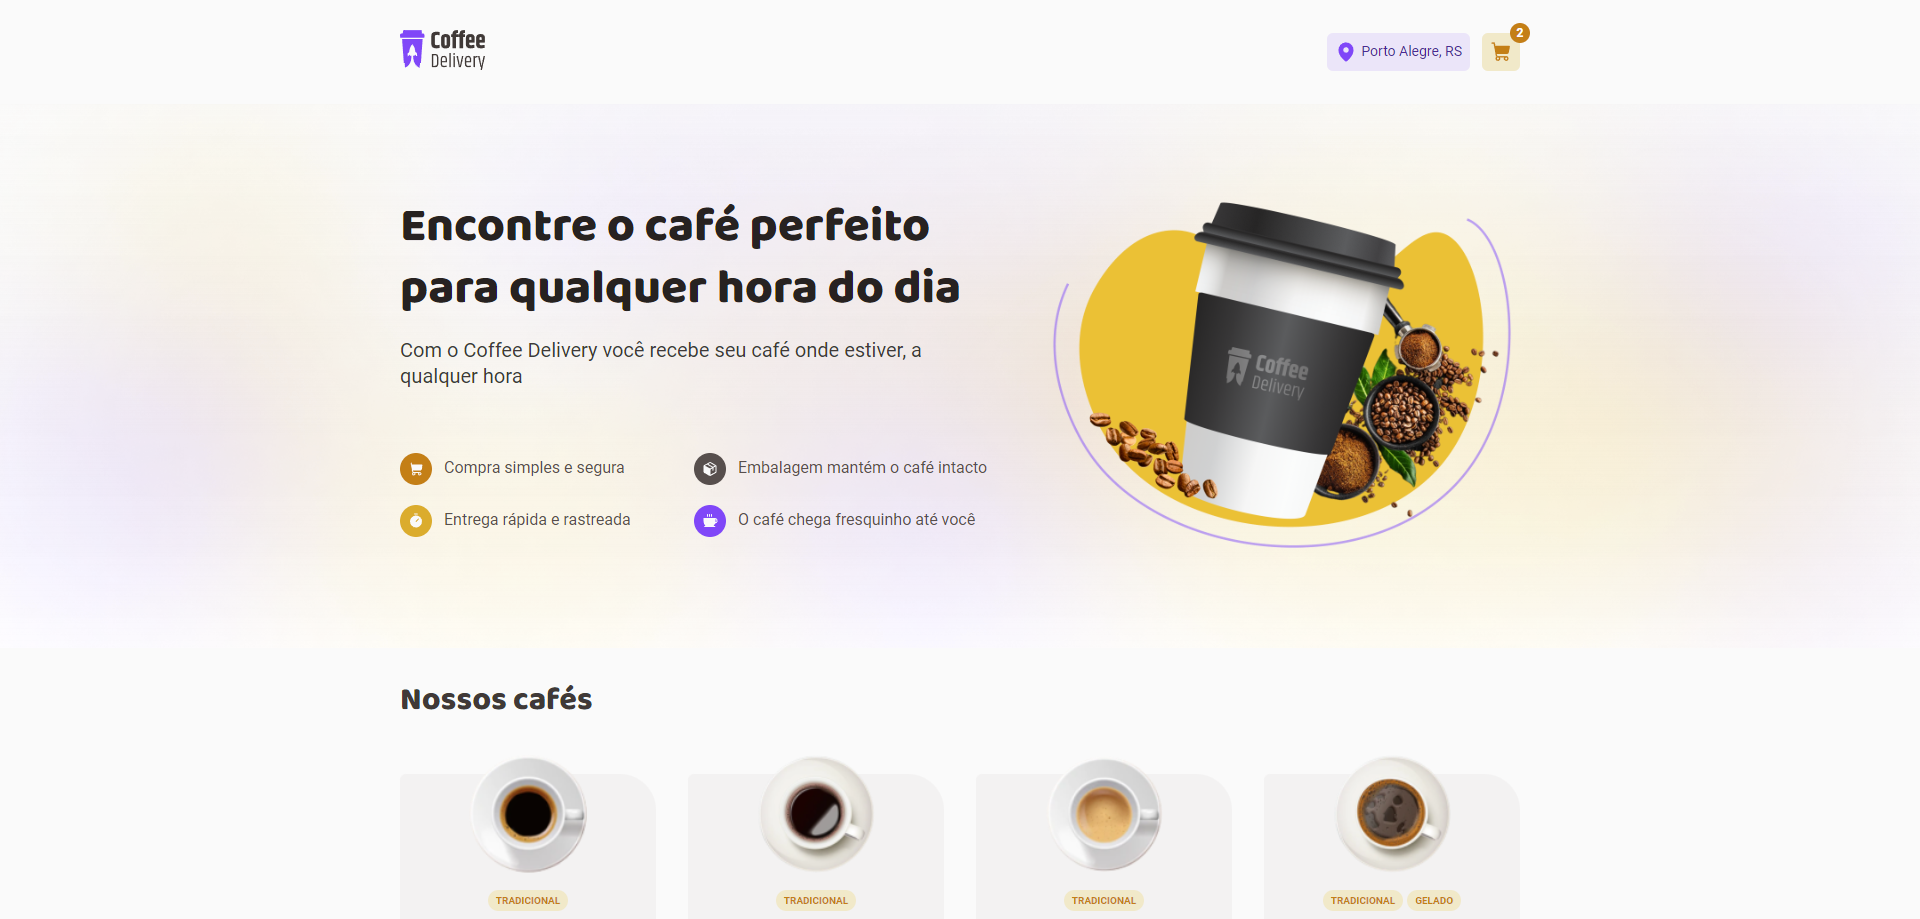 Coffee
Delivery
Porto Alegre, RS
2
Encontre o café perfeito
para qualquer hora do dia
Com o Coffee Delivery você recebe seu café onde estiver, a
qualquer hora
Compra simples e segura
Embalagem mantém o café intacto
Entrega rápida e rastreada
O café chega fresquinho até você
Coffee
Delivery
Nossos cafés
TRADICIONAL
TRADICIONAL
TRADICIONAL
TRADICIONAL GELADO